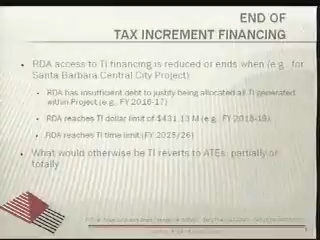 END OF
TAX INCREMENT FINANCING
RDA access to TI financing is reduced or ends when (e.g., for
Santa Barbara Central City Project)
RDA has insufficient debt to justify being allocated all TI generated
within Project (e.g., FY 2016-17)
RDA reaches TI dollar limit of $431.13 M (e.g., FY 2018-19)
RDA reaches TI time limit (FY 2025/26)
What would otherwise be TI reverts to ATEs, partially or
totally